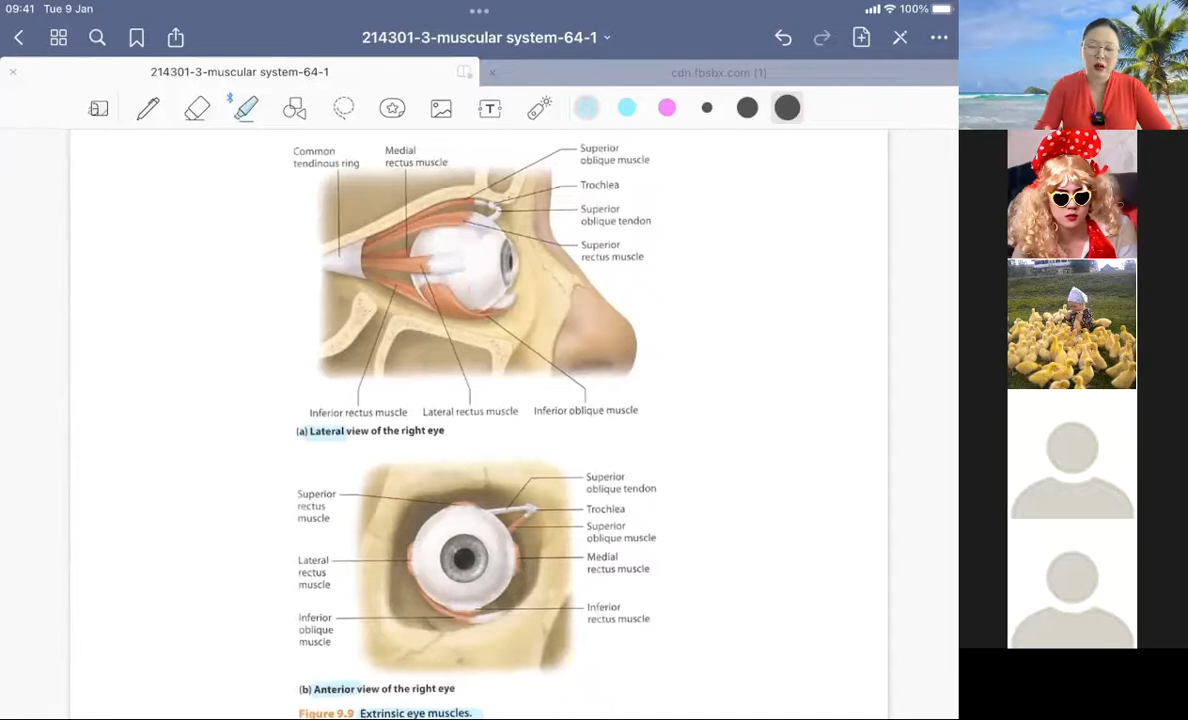 09:41 Tue 9 Jan
100%
214301-3-muscular system-64-1
214301-3-muscular system-64-1
cdn.fbsbx.com (1)
Common
tendinous ring
Medial
rectus muscle
Superior
oblique muscle
Trochlea
Superior
oblique tendon
Superior
rectus muscle
Inferior rectus muscle
Lateral rectus muscle
Inferior oblique muscle
(a) Lateral view of the right eye
Superior
rectus
muscle
Lateral
rectus
muscle
Inferior
oblique
muscle
Superior
oblique tendon
Trochlea
Superior
oblique muscle
Medial
rectus muscle
Inferior
rectus muscle
(b) Anterior view of the right eye
Figure 9.9 Extrinsic eye muscles.